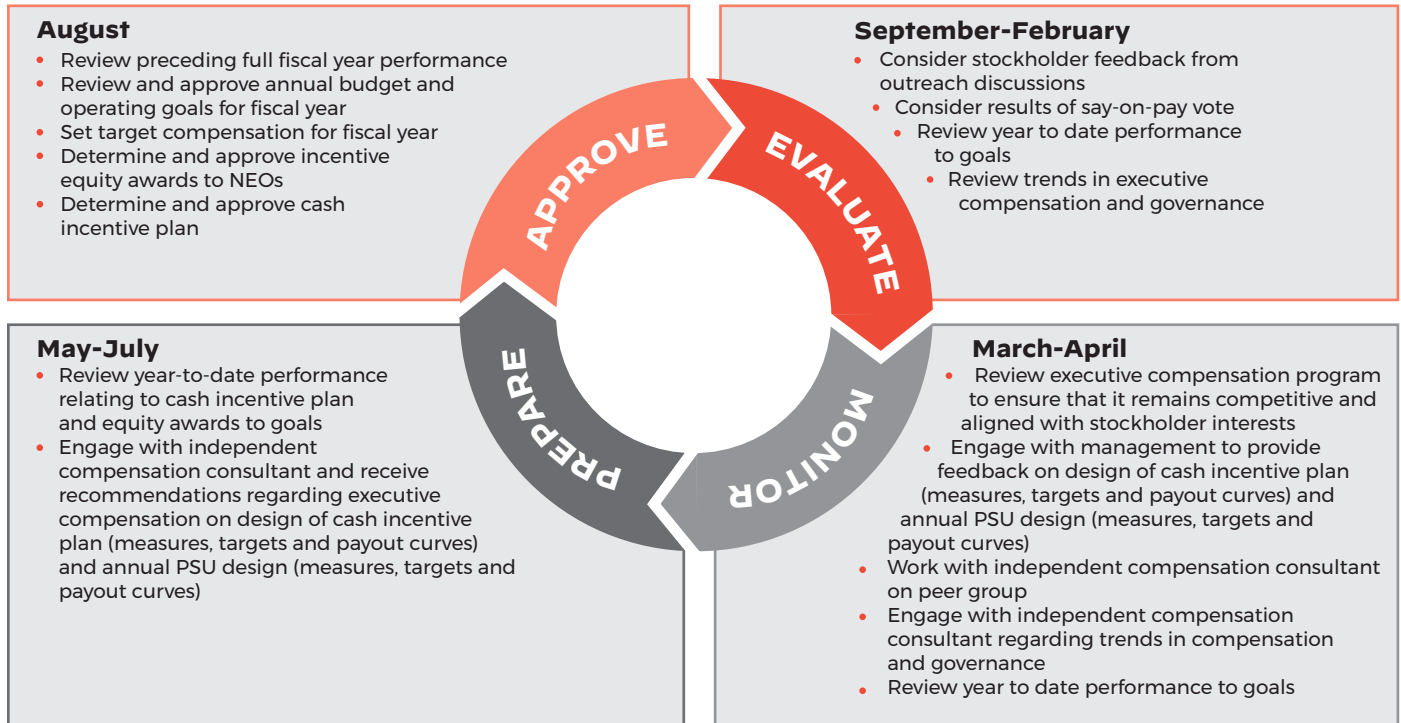 August
• Review preceding full fiscal year performance
• Review and approve annual budget and
operating goals for fiscal year
• Set target compensation for fiscal year
• Determine and approve incentive
equity awards to NEOs
• Determine and approve cash
incentive plan
September-February
• Consider stockholder feedback from
outreach discussions
• Consider results of say-on-pay vote
• Review year to date performance
to goals
• Review trends in executive
compensation and governance
APPROVE
EVALUATE
PREPARE
MONITOR
May-July
• Review year-to-date performance
relating to cash incentive plan
and equity awards to goals
• Engage with independent
compensation consultant and receive
recommendations regarding executive
compensation on design of cash incentive
plan (measures, targets and payout curves)
and annual PSU design (measures, targets and
payout curves)
March-April
• Review executive compensation program
to ensure that it remains competitive and
aligned with stockholder interests
• Engage with management to provide
feedback on design of cash incentive plan
(measures, targets and payout curves) and
annual PSU design (measures, targets and
payout curves)
• Work with independent compensation consultant
on peer group
• Engage with independent compensation
consultant regarding trends in compensation
and governance
• Review year to date performance to goals